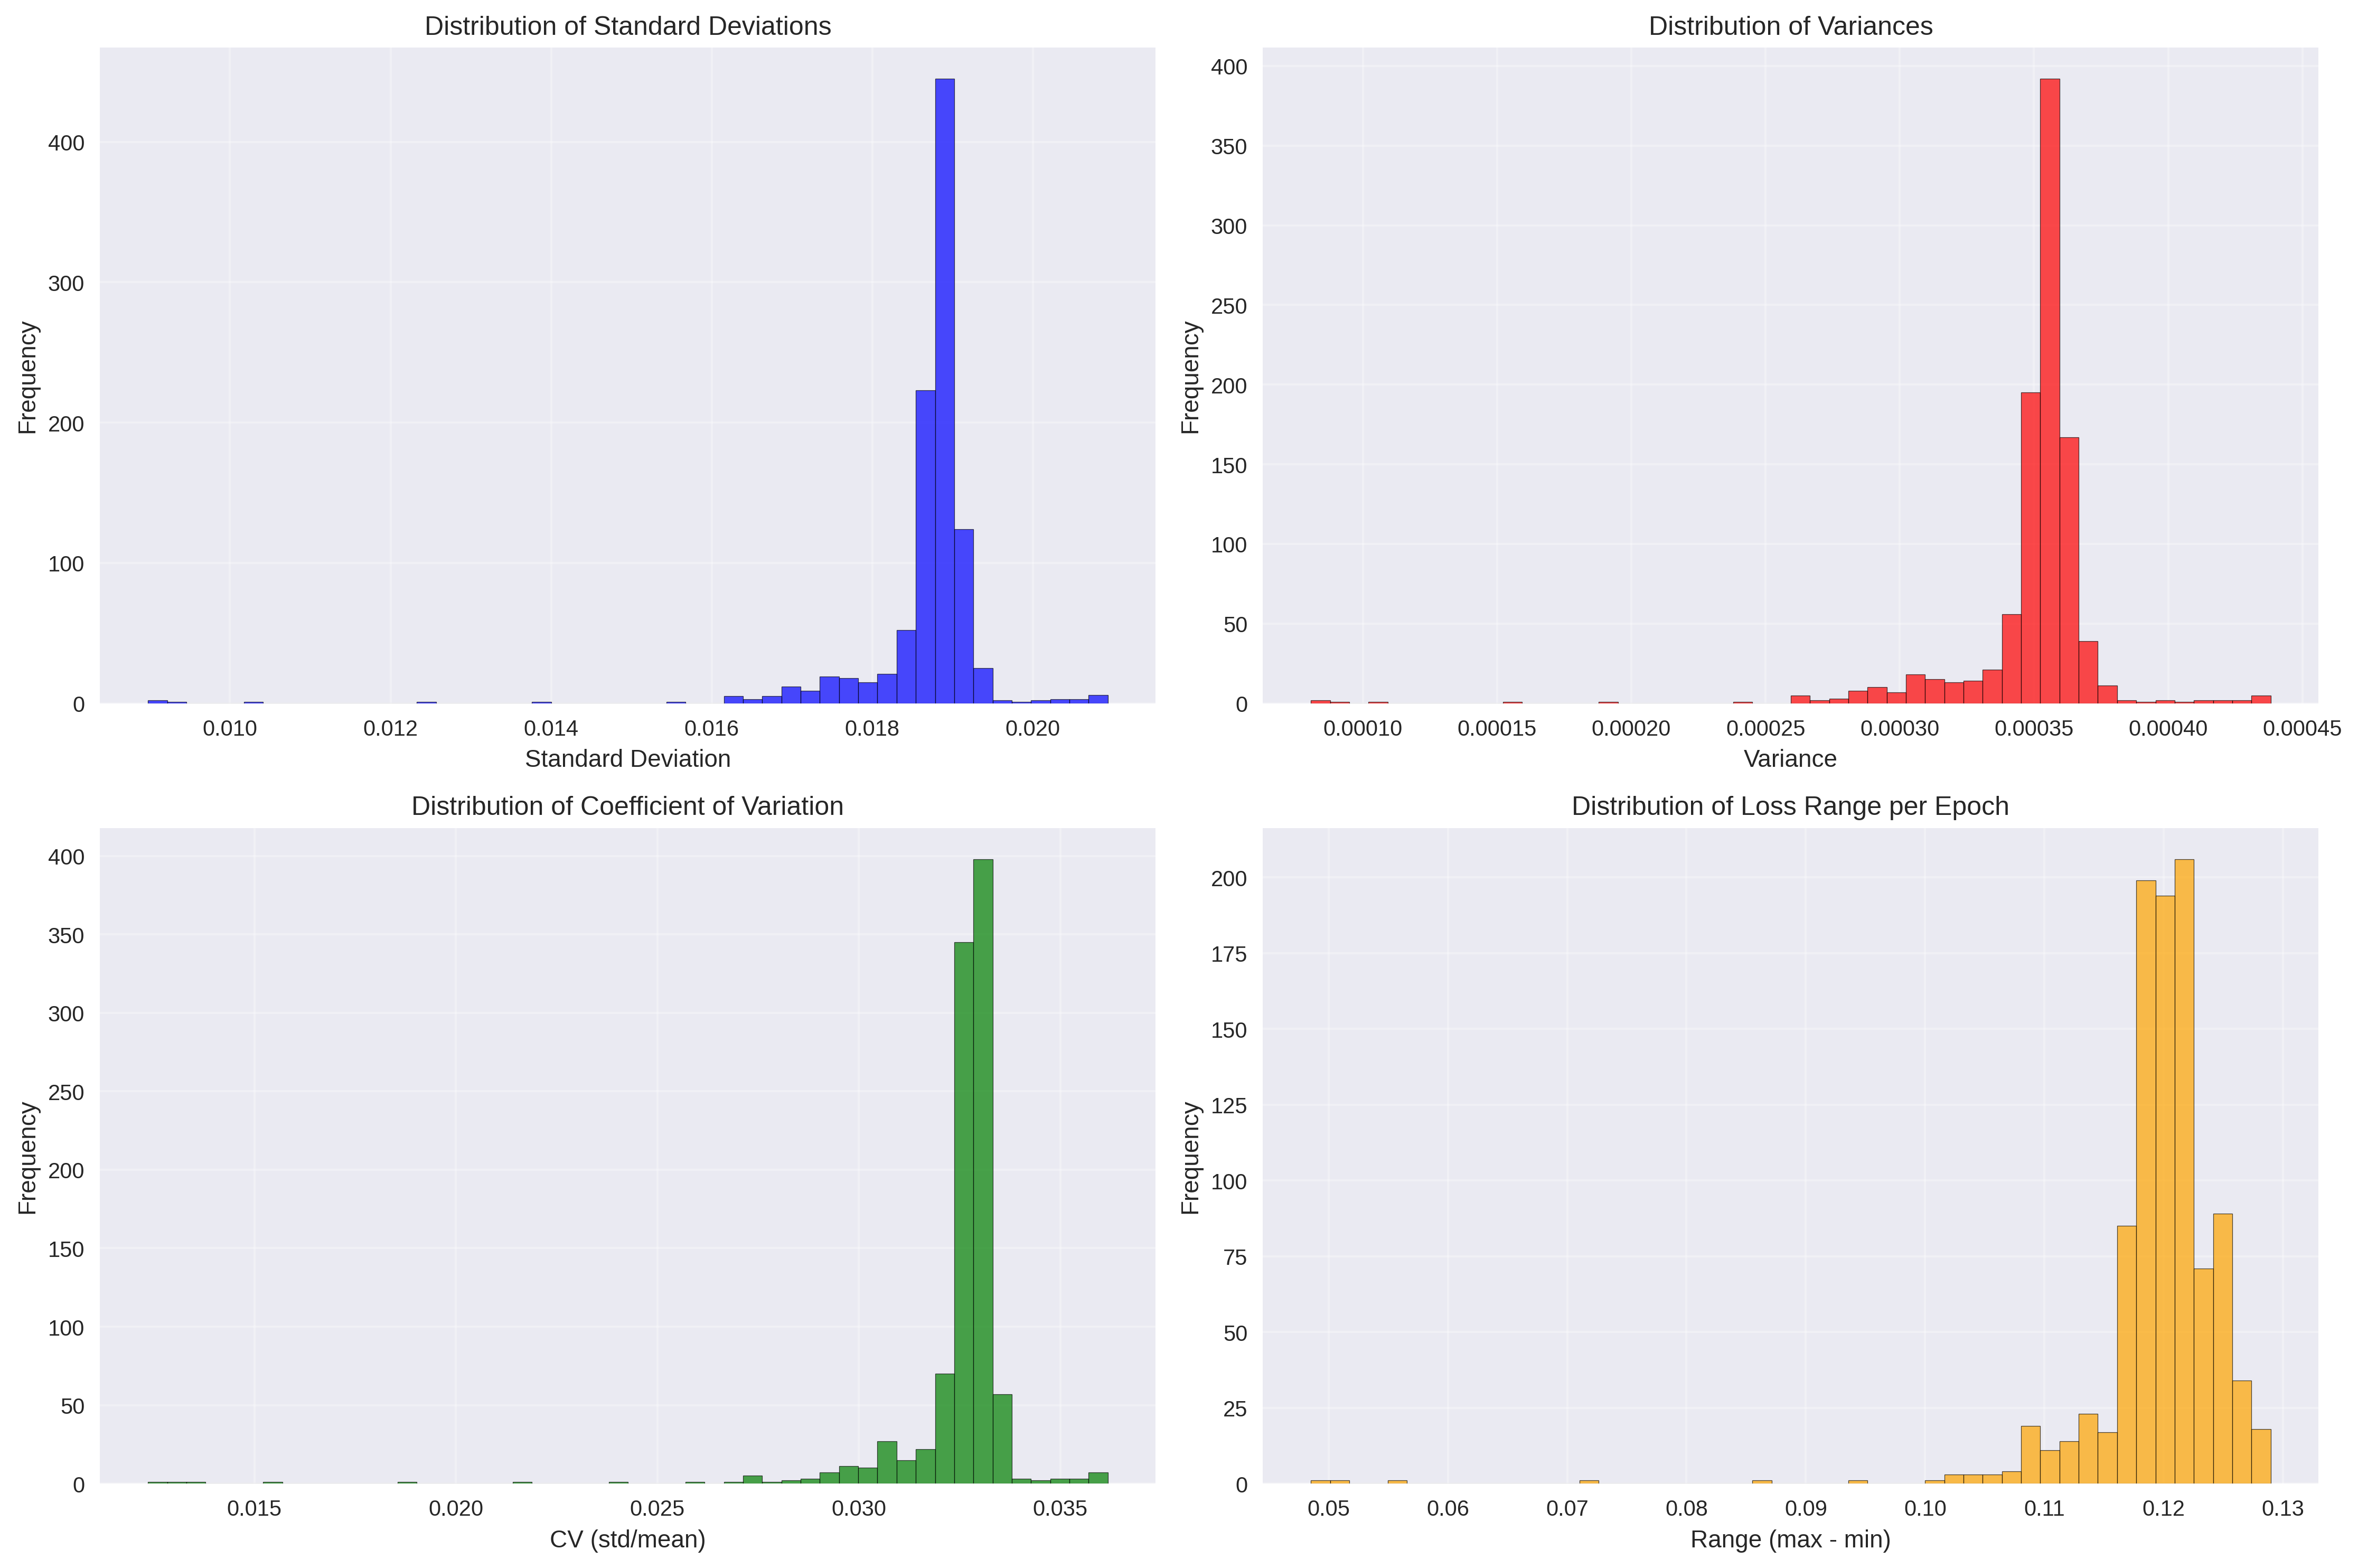 Distribution of Standard Deviations
Frequency
400
300
200
100
0
0.010 0.012 0.014 0.016 0.018 0.020
Standard Deviation
Distribution of Variances
Frequency
400
350
300
250
200
150
100
50
0
0.00010 0.00015 0.00020 0.00025 0.00030 0.00035 0.00040 0.00045
Variance
Distribution of Coefficient of Variation
Frequency
400
350
300
250
200
150
100
50
0
0.015 0.020 0.025 0.030 0.035
CV (std/mean)
Distribution of Loss Range per Epoch
Frequency
200
175
150
125
100
75
50
25
0
0.05 0.06 0.07 0.08 0.09 0.10 0.11 0.12 0.13
Range (max - min)